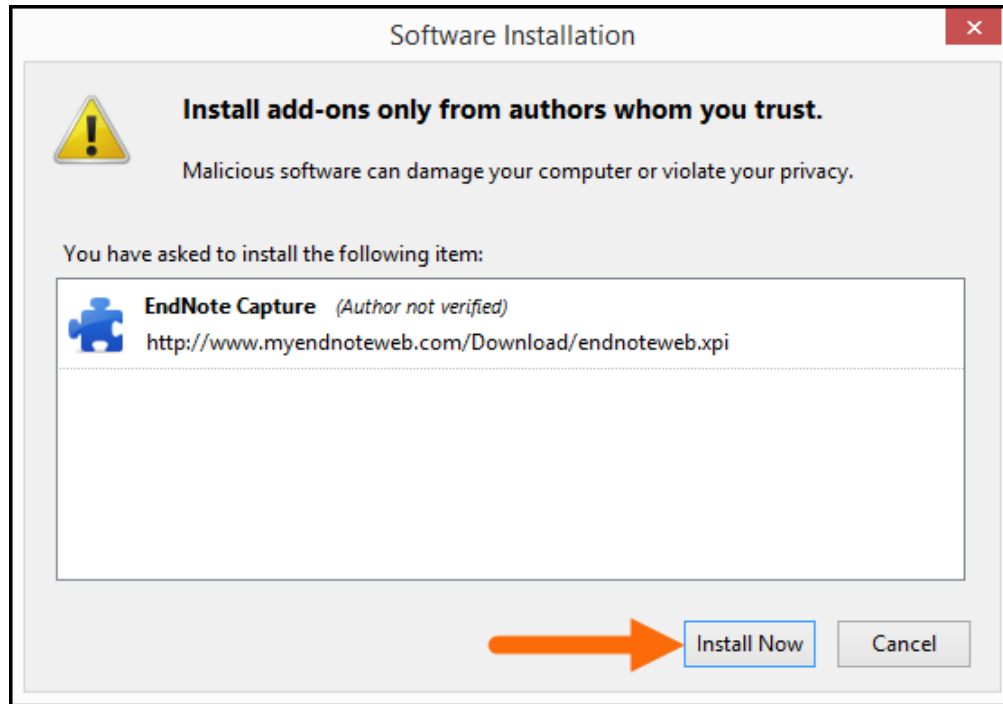 Software Installation
Install add-ons only from authors whom you trust.
Malicious software can damage your computer or violate your privacy.
You have asked to install the following item:
EndNote Capture (Author not verified)
http://www.myendnoteweb.com/Download/endnoteweb.xpi
Install Now Cancel